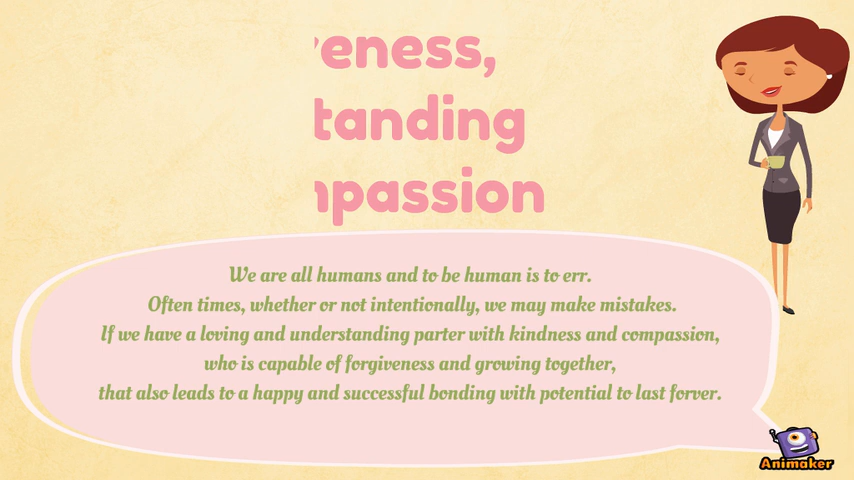 eness,
tanding
passion
We are all humans and to be human is to err.
Often times, whether or not intentionally, we may make mistakes.
If we have a loving and understanding parter with kindness and compassion,
who is capable of forgiveness and growing together,
that also leads to a happy and successful bonding with potential to last forver.
Animaker